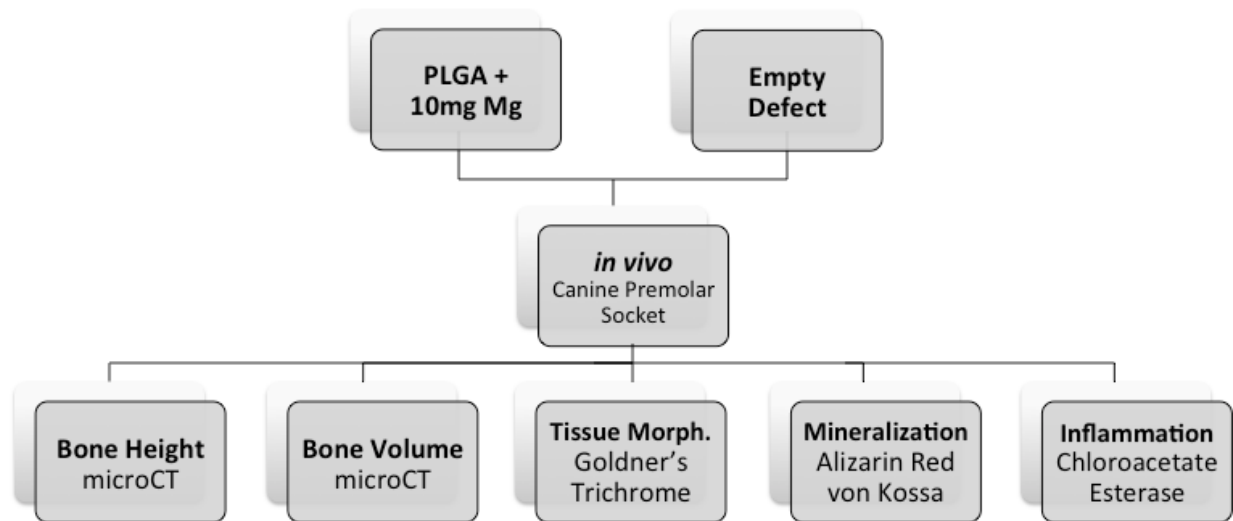 PLGA +
10mg Mg
Empty
Defect
in vivo
Canine Premolar
Socket
Bone Height
microCT
Bone Volume
microCT
Tissue Morph.
Goldner's
Trichrome
Mineralization
Alizarin Red
von Kossa
Inflammation
Chloroacetate
Esterase